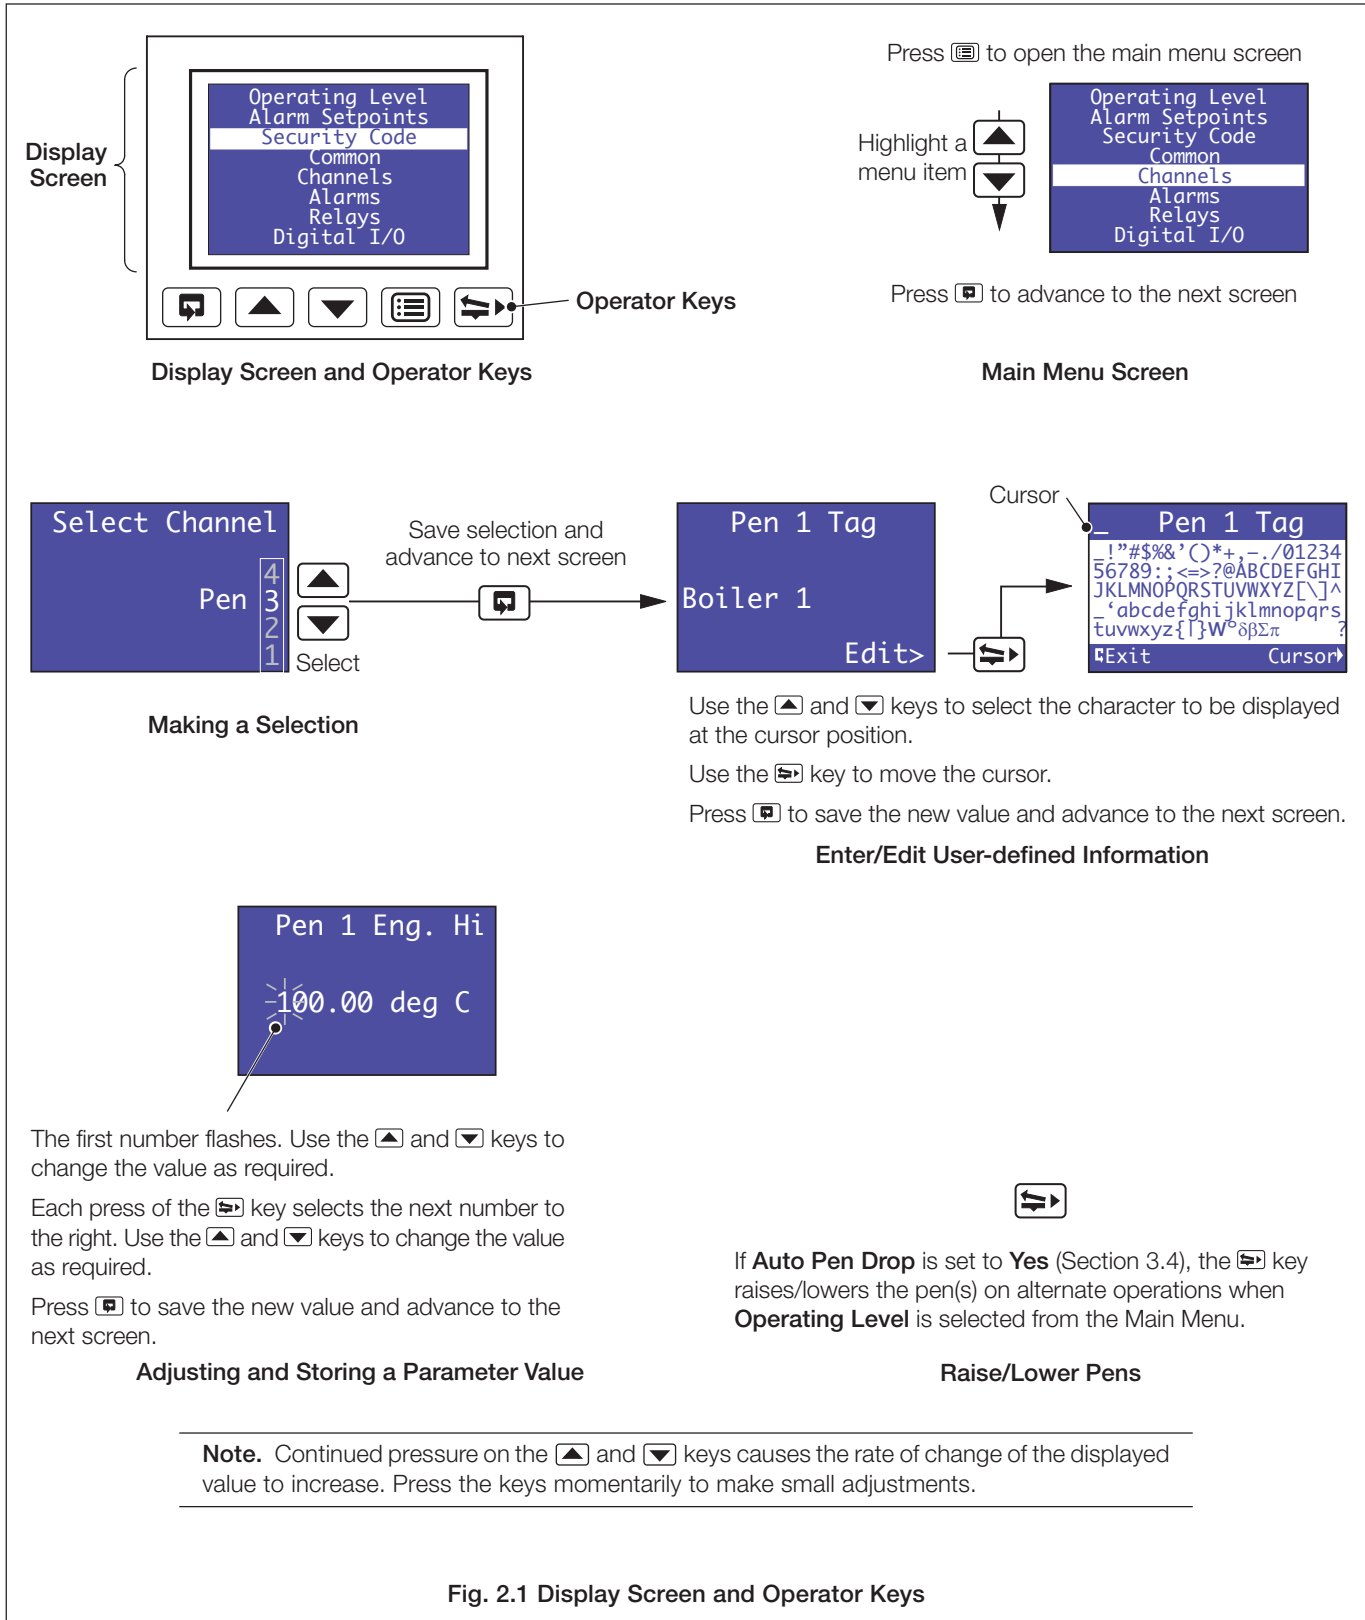 Operating Level
Alarm Setpoints
Security Code
Common
Channels
Alarms
Relays
Digital I/O
Display
Screen
Operator Keys
Display Screen and Operator Keys
Press to open the main menu screen
Highlight a
menu item
Operating Level
Alarm Setpoints
Security Code
Common
Channels
Alarms
Relays
Digital I/O
Press to advance to the next screen
Main Menu Screen
Select Channel
Pen
4
3
2
1
Select
Making a Selection
Save selection and
advance to next screen
Pen 1 Tag
Boiler 1
Edit>
Cursor
_ Pen 1 Tag
_!”#$%&’()*+,–./01234
56789:;<=>?@ABCDEFGHI
JKLMNOPQRSTUVWXYZ[\]^
_‘abcdefghijklmnopqrs
tuvwxyz{|}W°δβΣπ ?
Exit Cursor
Use the and keys to select the character to be displayed
at the cursor position.
Use the key to move the cursor.
Press to save the new value and advance to the next screen.
Enter/Edit User-defined Information
Pen 1 Eng. Hi
100.00 deg C
The first number flashes. Use the and keys to
change the value as required.
Each press of the key selects the next number to
the right. Use the and keys to change the value
as required.
Press to save the new value and advance to the
next screen.
Adjusting and Storing a Parameter Value
If Auto Pen Drop is set to Yes (Section 3.4), the key
raises/lowers the pen(s) on alternate operations when
Operating Level is selected from the Main Menu.
Raise/Lower Pens
Note. Continued pressure on the and keys causes the rate of change of the displayed
value to increase. Press the keys momentarily to make small adjustments.
Fig. 2.1 Display Screen and Operator Keys